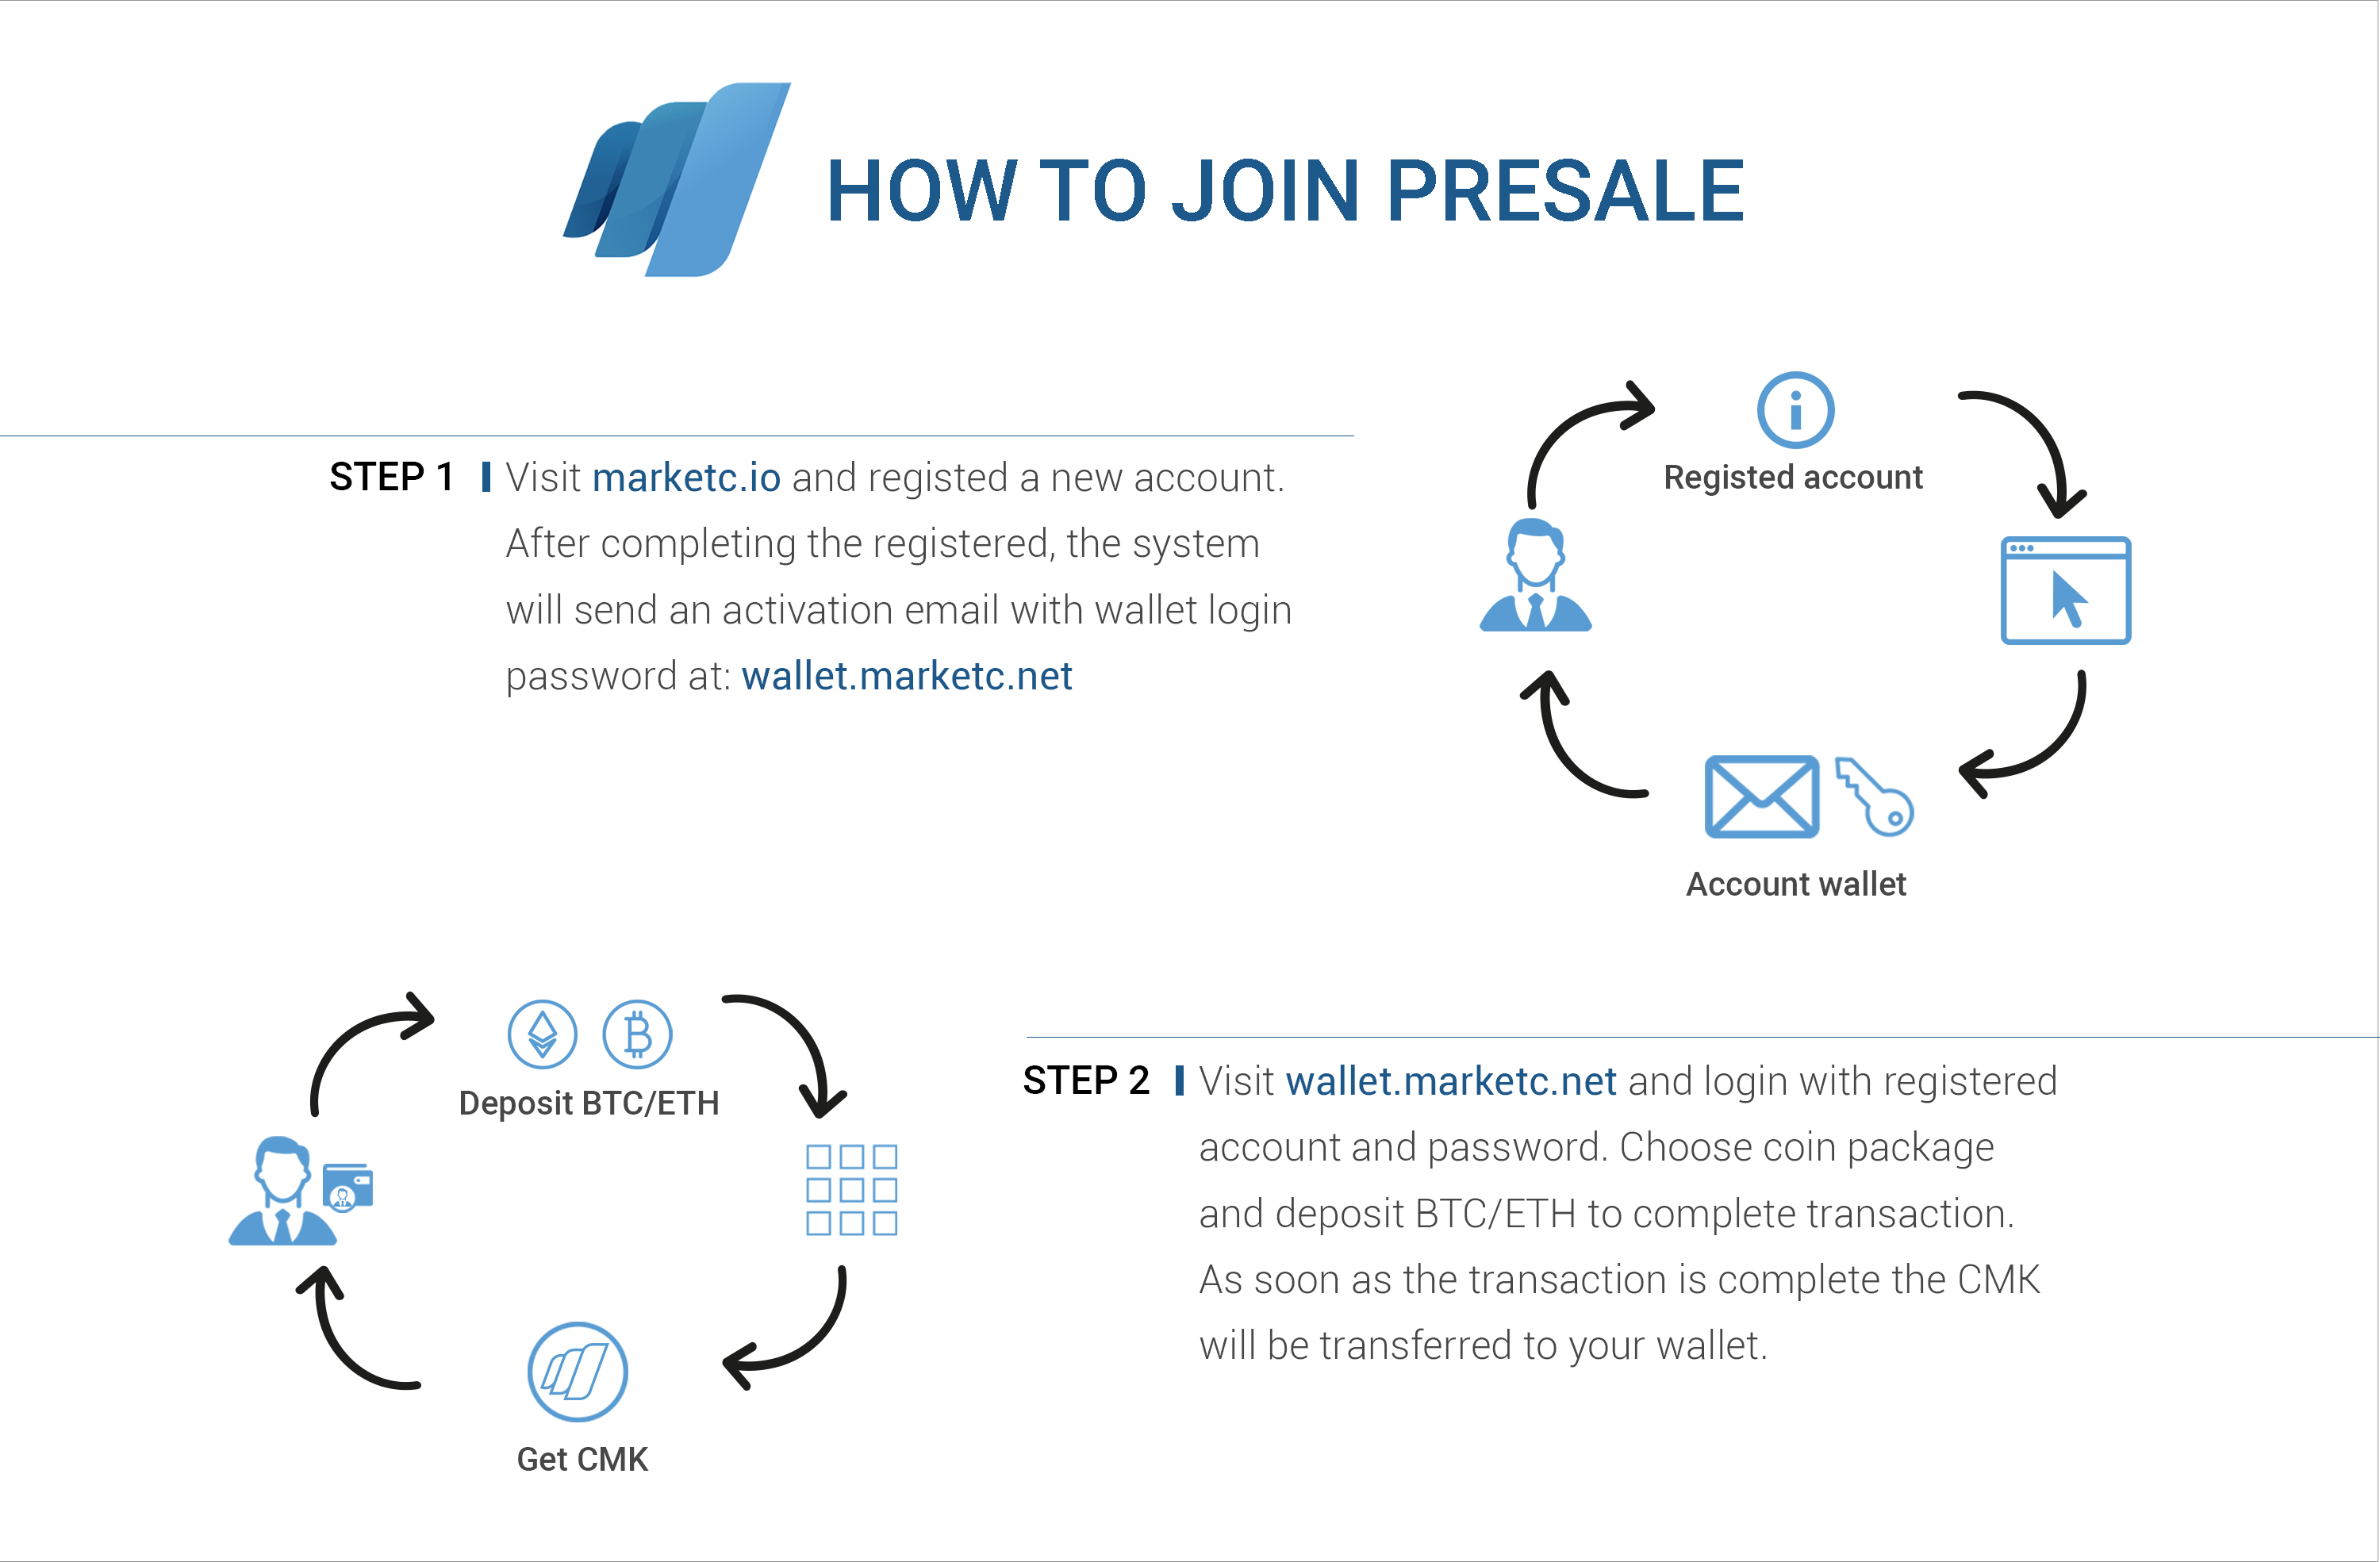 HOW TO JOIN PRESALE
Registed account
STEP 1 Visit marketc.io and registed a new account.
After completing the registered, the system
will send an activation email with wallet login
password at: wallet.marketc.net
Account wallet
Deposit BTC/ETH
Get CMK
STEP 2 Visit wallet.marketc.net and login with registered
account and password. Choose coin package
and deposit BTC/ETH to complete transaction.
As soon as the transaction is complete the CMK
will be transferred to your wallet.